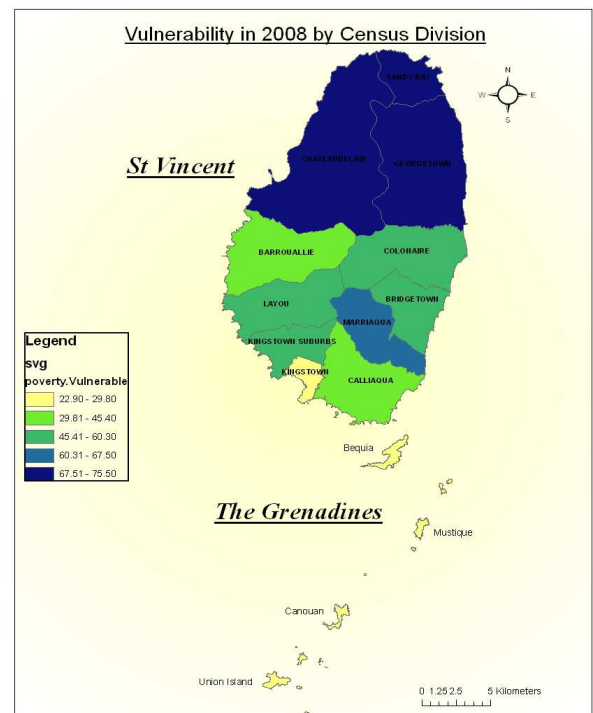 Vulnerability in 2008 by Census Division
N
W
E
S
SANDY BAY
St Vincent
CHATEAUBELAIN
GEORGETOWN
BARROUALLIE
COLONAIRE
LAYOU
BRIDGETOWN
MARRIAQUA
KINGSTOWN SUBURBS
KINGSTOWN
CALLIAQUA
Legend
svg
poverty.Vulnerable
22.90 - 29.80
29.81 - 45.40
45.41 - 60.30
60.31 - 67.50
67.51 - 75.50
Bequia
The Grenadines
Mustique
Canouan
Union Island
0 1.25 2.5 5 Kilometers